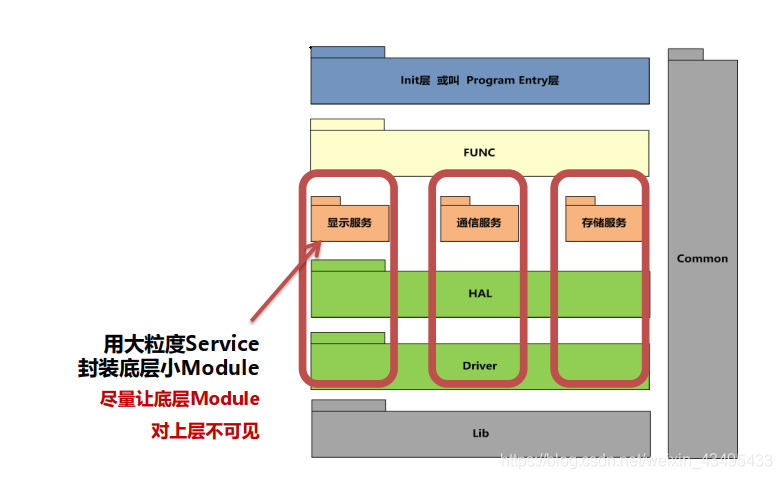 Init层 或叫 Program Entry层
FUNC
显示服务
通信服务
存储服务
Common
HAL
用大粒度Service
封装底层小Module
尽量让底层Module
对上层不可见
Driver
Lib
https://blog.csdn.net/weixin_43495433